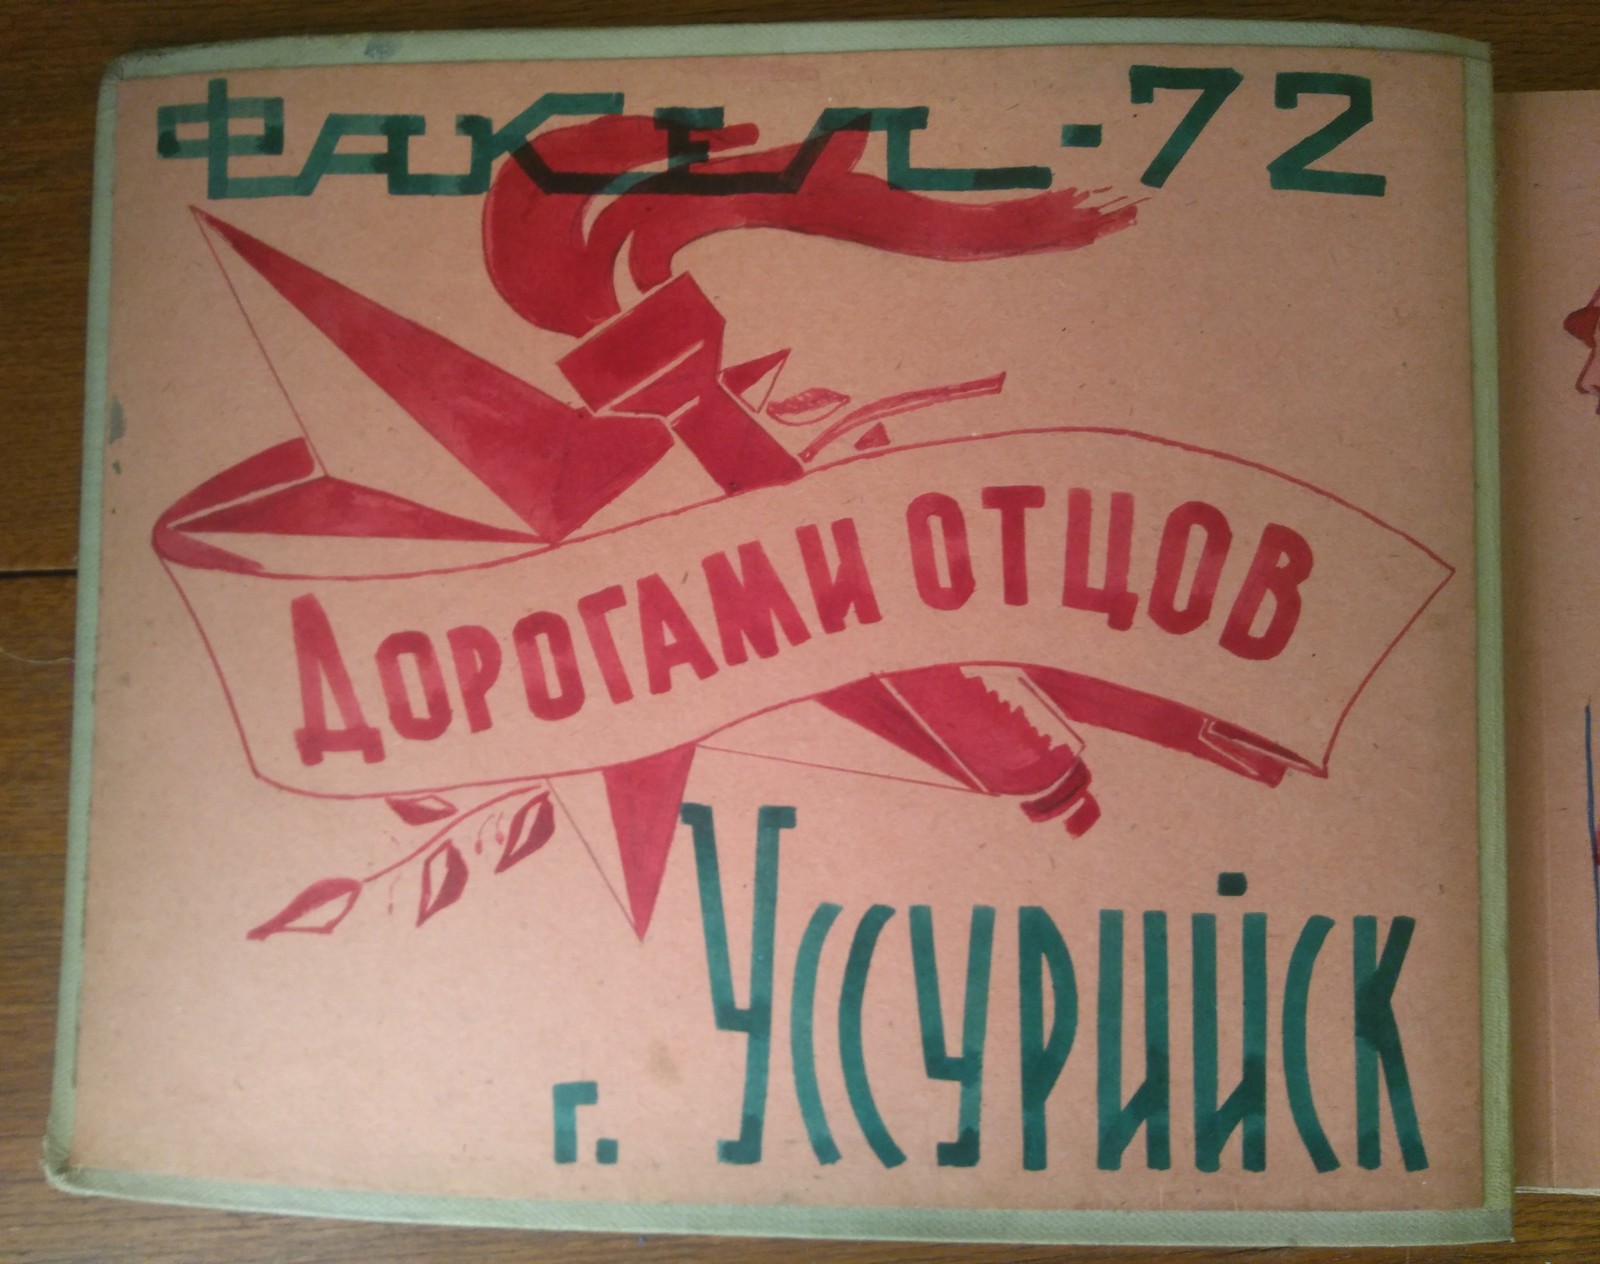 Факел-72
Дорогами отцов
г. Уссурийск